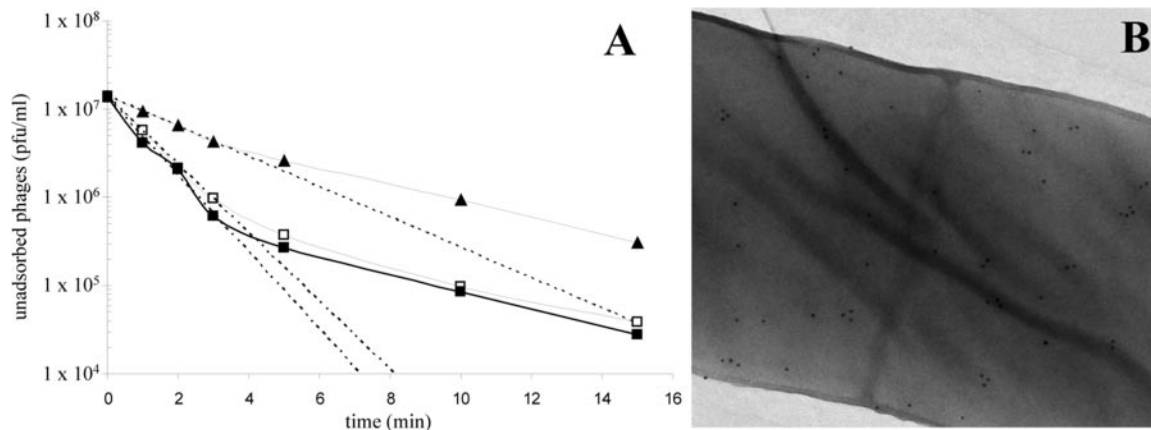 A
B
1 x 10⁸
1 x 10⁷
1 x 10⁶
1 x 10⁵
1 x 10⁴
unadsorbed phages (pfu/ml)
0 2 4 6 8 10 12 14 16
time (min)